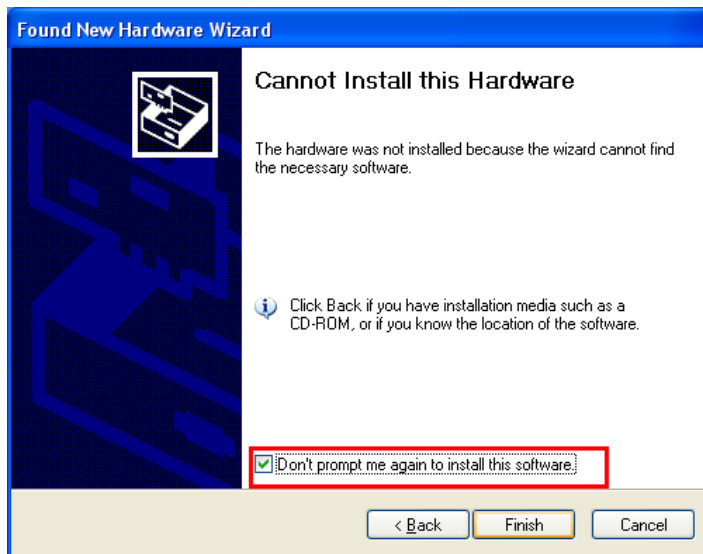 Found New Hardware Wizard
Cannot Install this Hardware
The hardware was not installed because the wizard cannot find
the necessary software.
Click Back if you have installation media such as a
CD-ROM, or if you know the location of the software.
Don't prompt me again to install this software.
< Back Finish Cancel